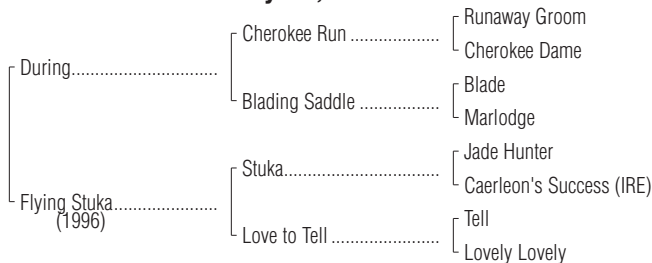 Runaway Groom
Cherokee Run ....................
Cherokee Dame
During...............................
Blade
Blading Saddle ..................
Marlodge
Jade Hunter
Stuka...................................
Caerleon's Success (IRE)
Flying Stuka......................
(1996)
Tell
Love to Tell ........................
Lovely Lovely